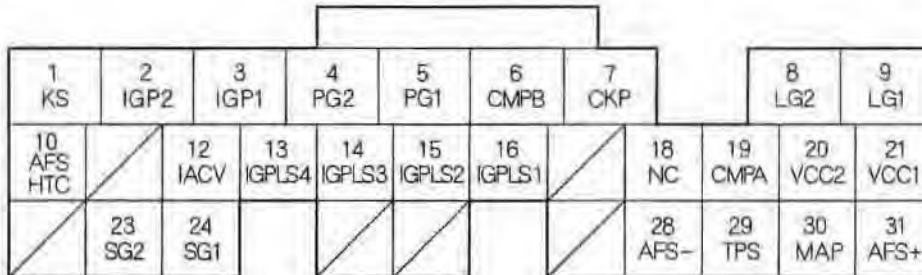 1
KS
2
IGP2
3
IGP1
4
PG2
5
PG1
6
CMPB
7
CKP
8
LG2
9
LG1
10
AFS
HTC
12
IACV
13
IGPLS4
14
IGPLS3
15
IGPLS2
16
IGPLS1
18
NC
19
CMPA
20
VCC2
21
VCC1
23
SG2
24
SG1
28
AFS-
29
TPS
30
MAP
31
AFS+